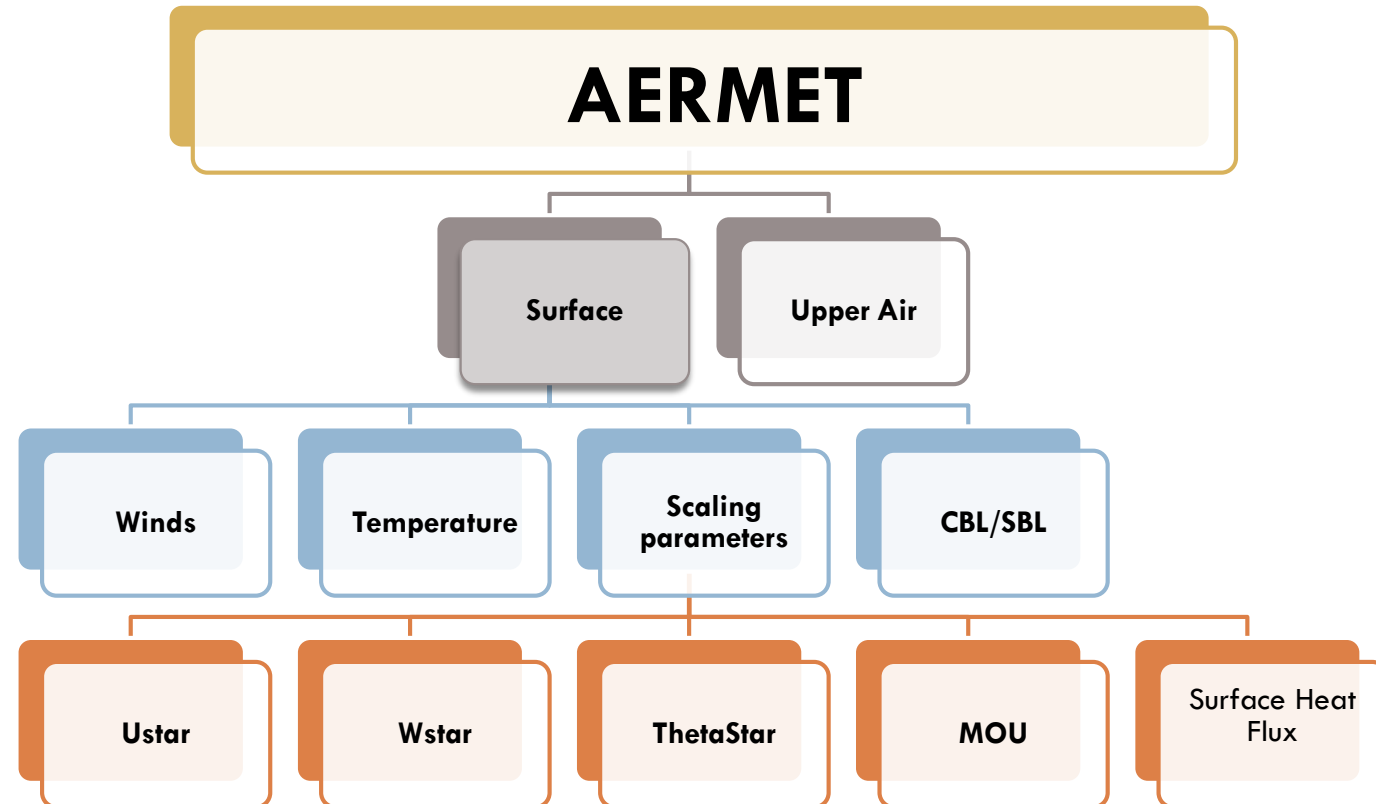 AERMET
Surface
Upper Air
Winds
Temperature
Scaling
parameters
CBL/SBL
Ustar
Wstar
ThetaStar
MOU
Surface Heat
Flux